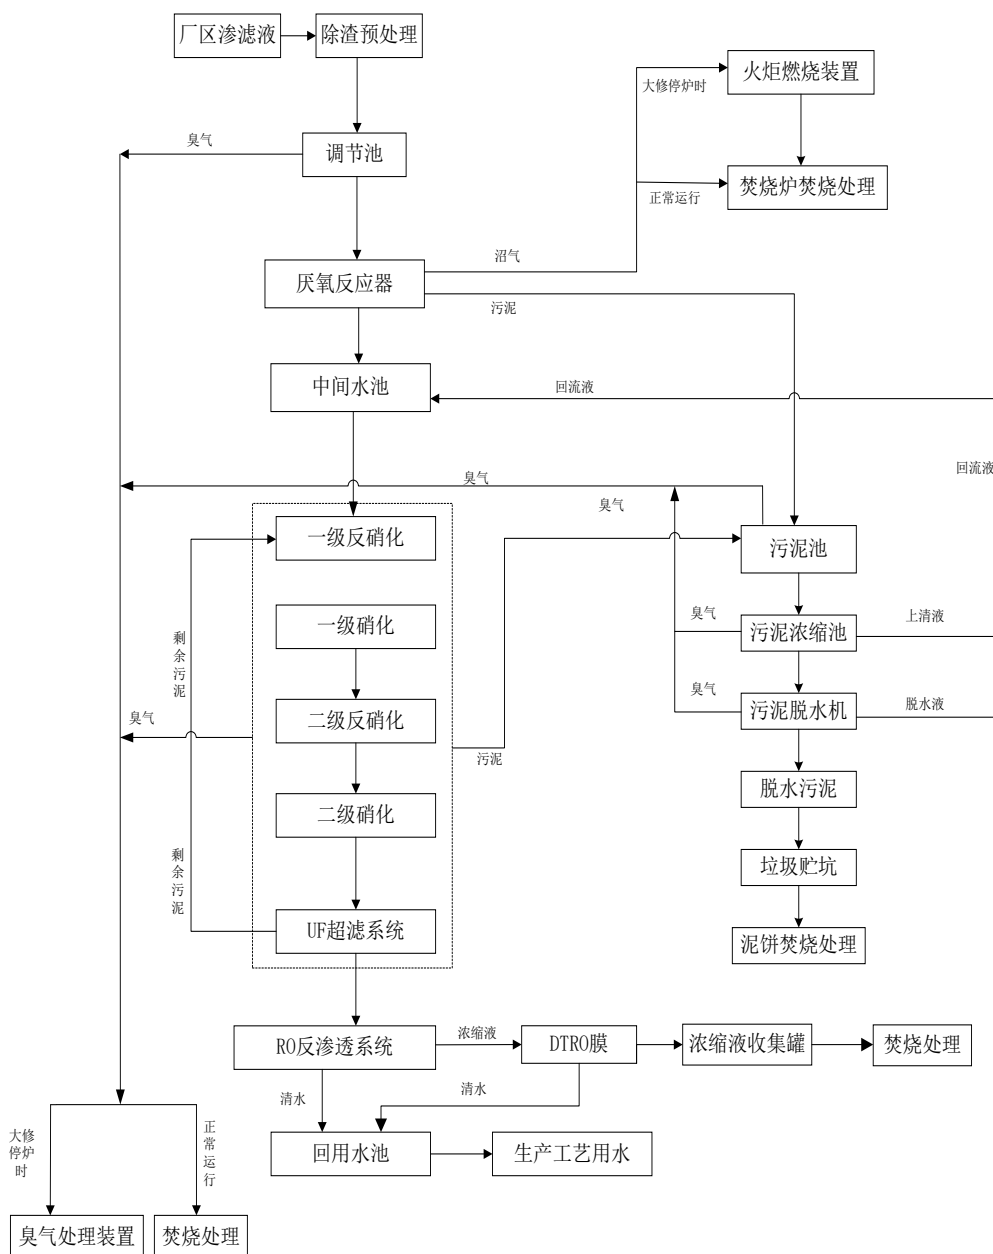 厂区渗滤液
除渣预处理
火炬燃烧装置
大修停炉时
臭气
调节池
焚烧炉焚烧处理
正常运行
沼气
厌氧反应器
污泥
中间水池
回流液
回流液
臭气
臭气
一级反硝化
污泥池
剩余污泥
一级硝化
臭气
污泥浓缩池
上清液
臭气
二级反硝化
臭气
污泥脱水机
脱水液
污泥
脱水污泥
二级硝化
剩余污泥
垃圾贮坑
UF超滤系统
泥饼焚烧处理
RO反渗透系统
浓缩液
DTRO膜
浓缩液收集罐
焚烧处理
清水
清水
大修
停炉
时
正常运行
回用水池
生产工艺用水
臭气处理装置
焚烧处理